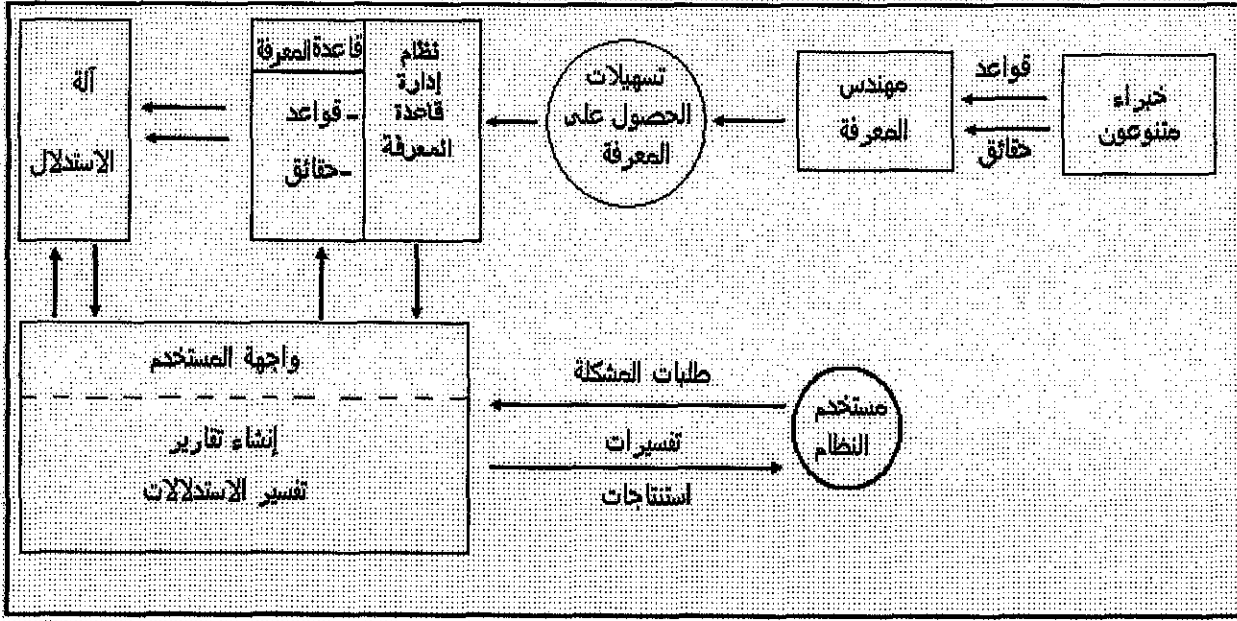 خبراء
متنوعون
قواعد
حقائق
مهندس
المعرفة
تسهيلات
الحصول على
المعرفة
نظام
إدارة
قاعدة
المعرفة
قاعدة المعرفة
- قواعد
- حقائق
آلة
الاستدلال
واجهة المستخدم
إنشاء تقارير
تفسير الاستدلالات
طلبات المشكلة
تفسيرات
استنتاجات
مستخدم
النظام